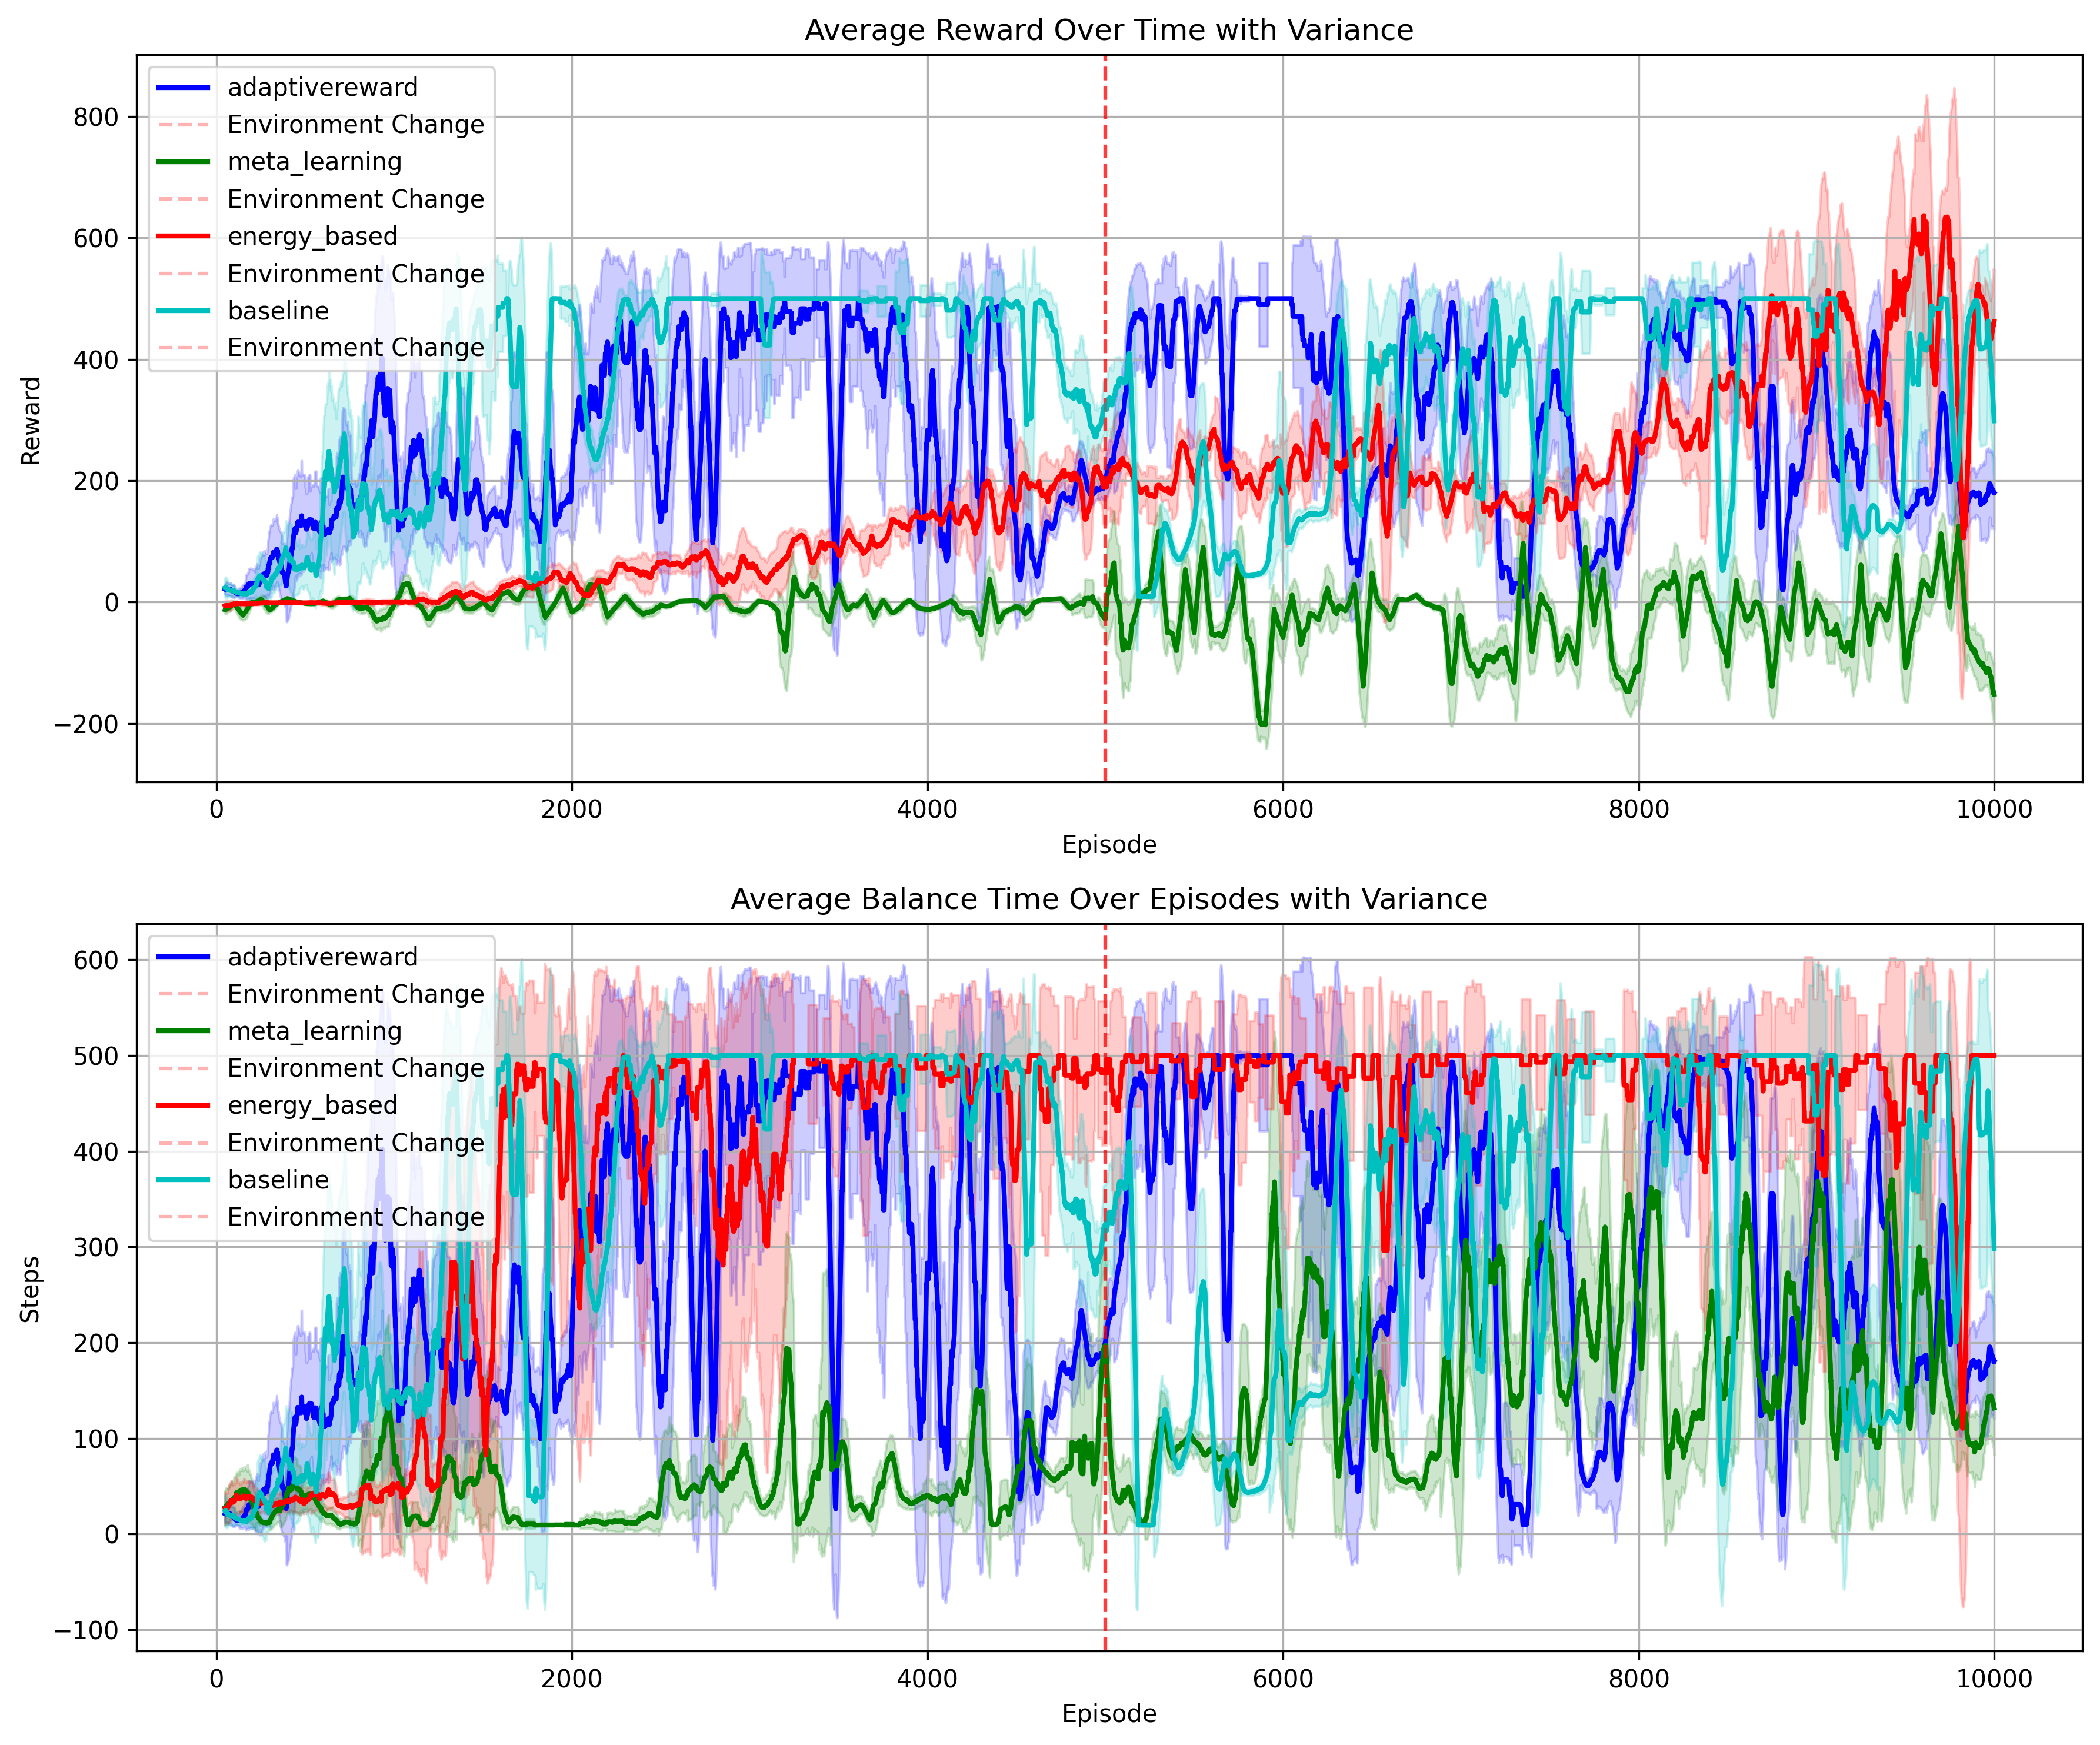 Average Reward Over Time with Variance
adaptivereward
Environment Change
meta_learning
Environment Change
energy_based
Environment Change
baseline
Environment Change
Reward
800
600
400
200
0
−200
0 2000 4000 6000 8000 10000
Episode
Average Balance Time Over Episodes with Variance
adaptivereward
Environment Change
meta_learning
Environment Change
energy_based
Environment Change
baseline
Environment Change
Steps
600
500
400
300
200
100
0
−100
0 2000 4000 6000 8000 10000
Episode